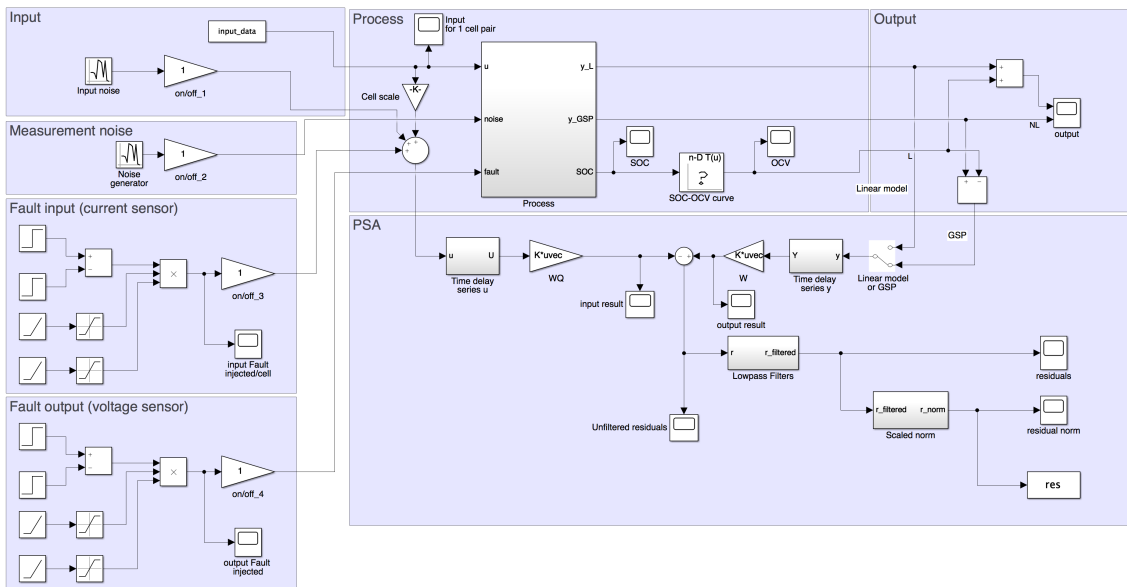 Input
input_data
Input noise
1
on/off_1
Measurement noise
Noise
generator
1
on/off_2
Fault input (current sensor)
+
−
×
1
on/off_3
input Fault
injected/cell
Fault output (voltage sensor)
+
−
×
1
on/off_4
output Fault
injected
Process
Input
for 1 cell pair
-K-
Cell scale
+
+
+
u
noise
fault
y_L
y_GSP
SOC
Process
SOC
n-D T(u)
?
SOC-OCV curve
OCV
Output
+
+
output
NL
L
Linear model
+
−
GSP
PSA
u
U
Time delay
series u
K*uvec
WQ
input result
−
+
K*uvec
W
output result
Y
y
Time delay
series y
Linear model
or GSP
r
r_filtered
Lowpass Filters
residuals
Unfiltered residuals
r_filtered
r_norm
Scaled norm
residual norm
res